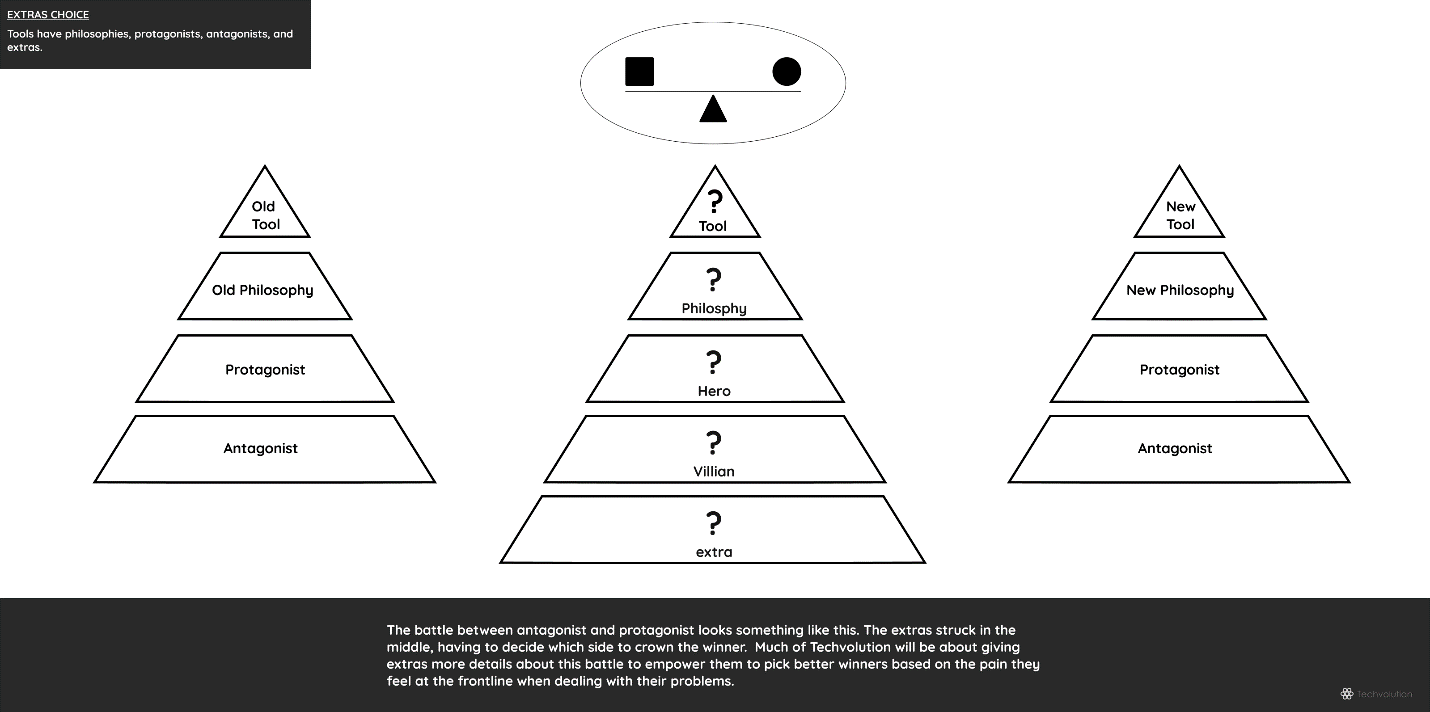 EXTRAS CHOICE
Tools have philosophies, protagonists, antagonists, and
extras.
Old
Tool
Old Philosophy
Protagonist
Antagonist
?
Tool
?
Philosphy
?
Hero
?
Villian
?
extra
New
Tool
New Philosophy
Protagonist
Antagonist
The battle between antagonist and protagonist looks something like this. The extras struck in the
middle, having to decide which side to crown the winner.  Much of Techvolution will be about giving
extras more details about this battle to empower them to pick better winners based on the pain they
feel at the frontline when dealing with their problems.
Techvolution